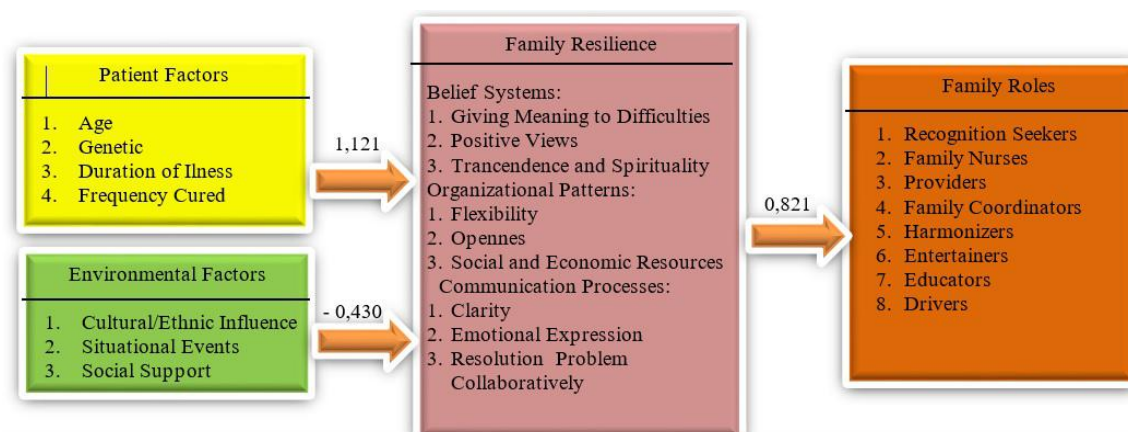 Patient Factors
1. Age
2. Genetic
3. Duration of Ilness
4. Frequency Cured
Environmental Factors
1. Cultural/Ethnic Influence
2. Situational Events
3. Social Support
1,121
- 0,430
Family Resilience
Belief Systems:
1. Giving Meaning to Difficulties
2. Positive Views
3. Trancendence and Spirituality
Organizational Patterns:
1. Flexibility
2. Opennes
3. Social and Economic Resources
Communication Processes:
1. Clarity
2. Emotional Expression
3. Resolution Problem
Collaboratively
0,821
Family Roles
1. Recognition Seekers
2. Family Nurses
3. Providers
4. Family Coordinators
5. Harmonizers
6. Entertainers
7. Educators
8. Drivers